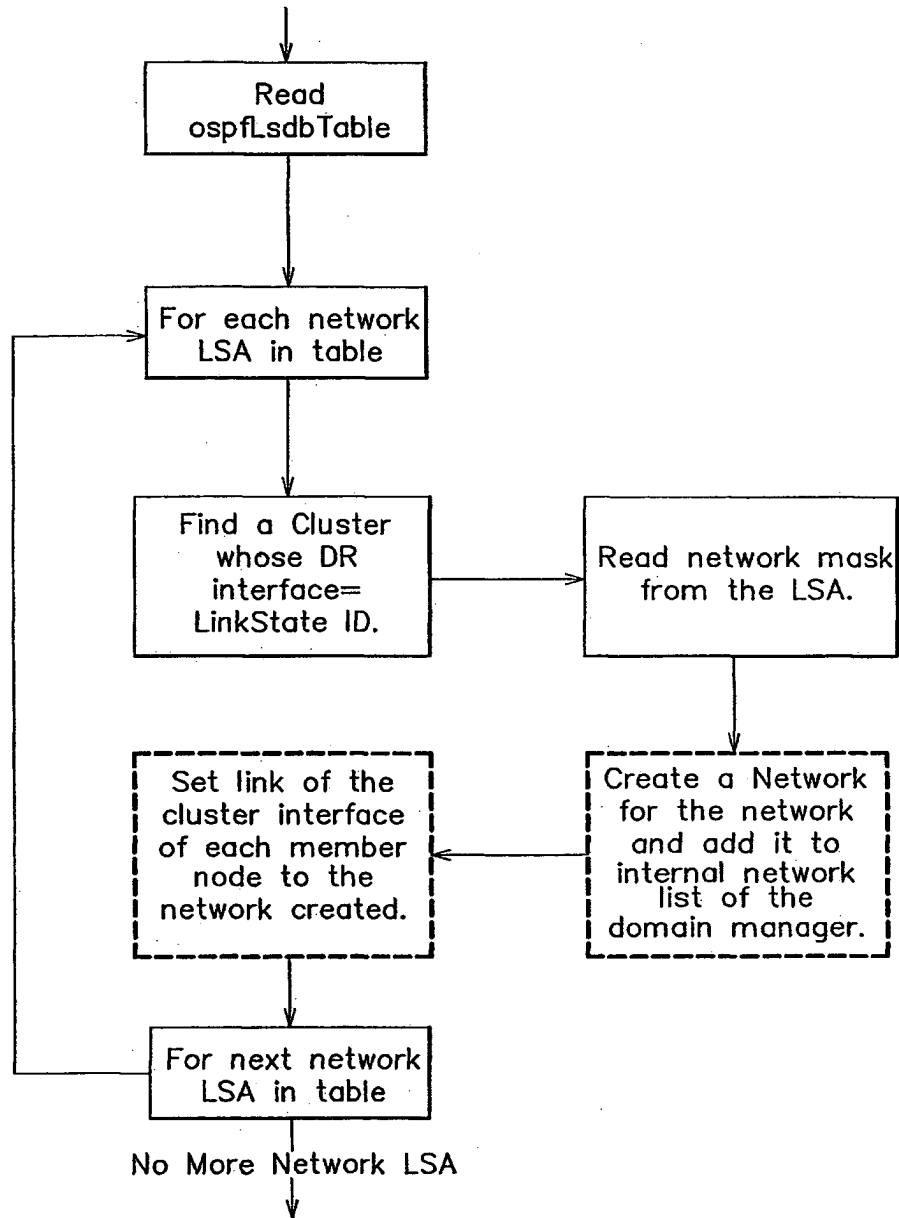 Read
ospfLsdbTable
For each network
LSA in table
Find a Cluster
whose DR
interface=
LinkState ID.
Read network mask
from the LSA.
Create a Network
for the network
and add it to
internal network
list of the
domain manager.
Set link of the
cluster interface
of each member
node to the
network created.
For next network
LSA in table
No More Network LSA